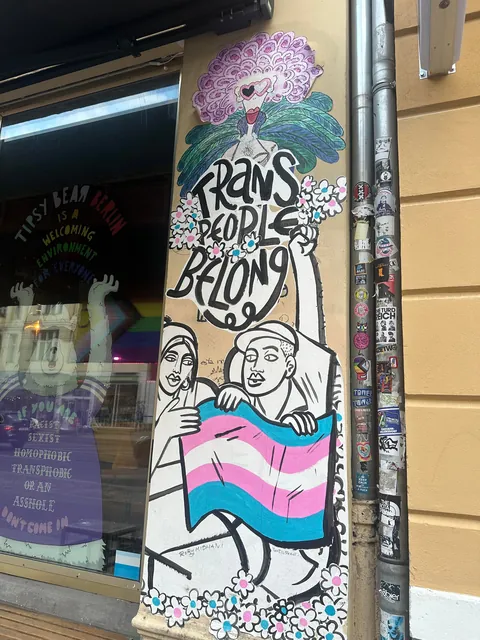 TIPSY BEAR BERLIN
IS A
WELCOMING
ENVIRONMENT
FOR EVERYONE
IF YOU ARE
RACIST
SEXIST
HOMOPHOBIC
TRANSPHOBIC
OR AN
ASSHOLE
DON'T COME IN
TRANS
PEOPLE
BELONG